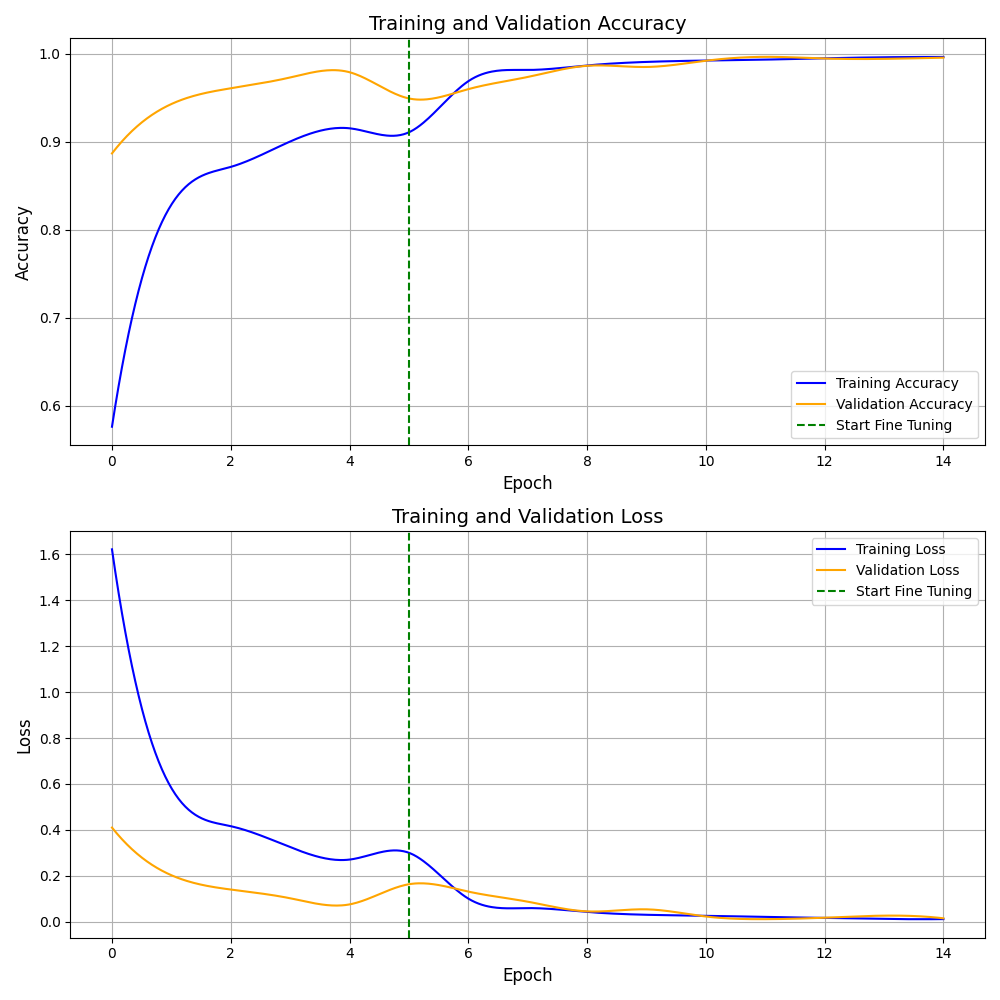 Training and Validation Accuracy
Accuracy
1.0
0.9
0.8
0.7
0.6
Training Accuracy
Validation Accuracy
Start Fine Tuning
0 2 4 6 8 10 12 14
Epoch
Training and Validation Loss
Loss
1.6
1.4
1.2
1.0
0.8
0.6
0.4
0.2
0.0
Training Loss
Validation Loss
Start Fine Tuning
0 2 4 6 8 10 12 14
Epoch